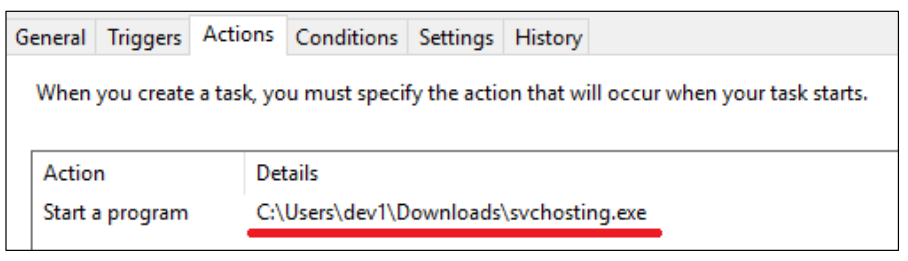 General Triggers Actions Conditions Settings History
When you create a task, you must specify the action that will occur when your task starts.
Action Details
Start a program C:\Users\dev1\Downloads\svchosting.exe